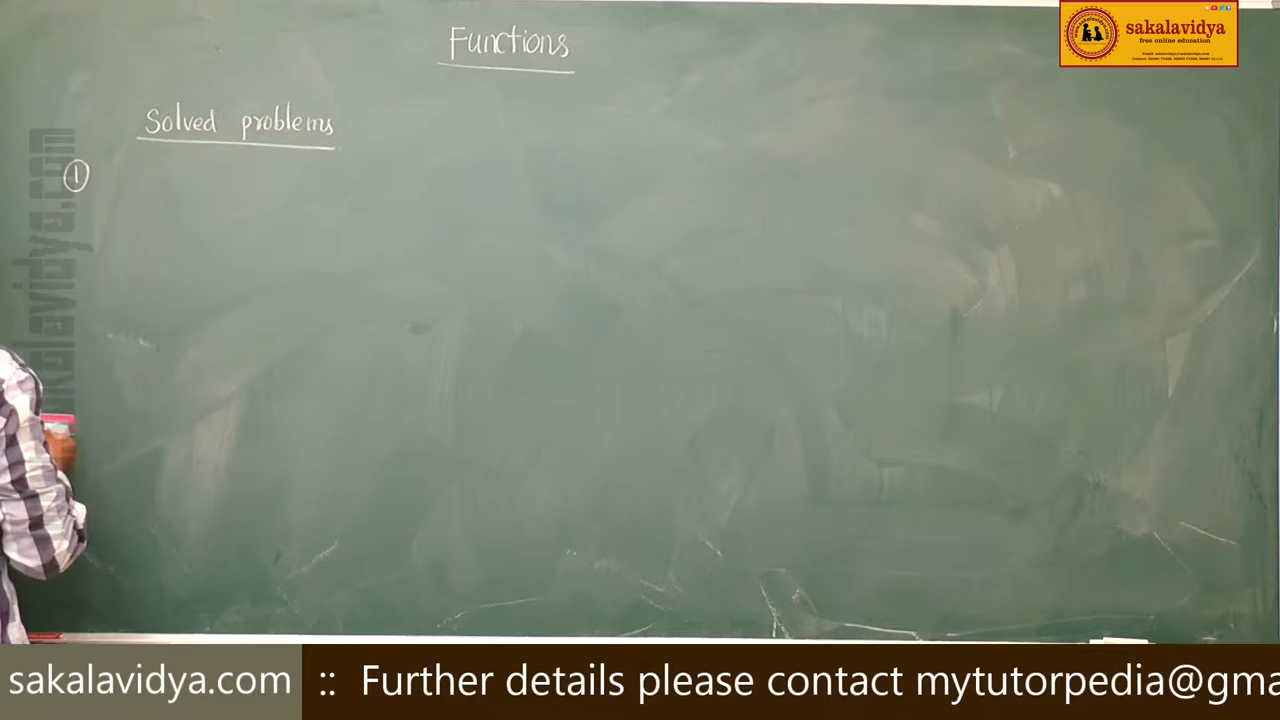 Functions
sakalavidya
free online education
Solved problems
①
sakalavidya.com :: Further details please contact mytutorpedia@gma